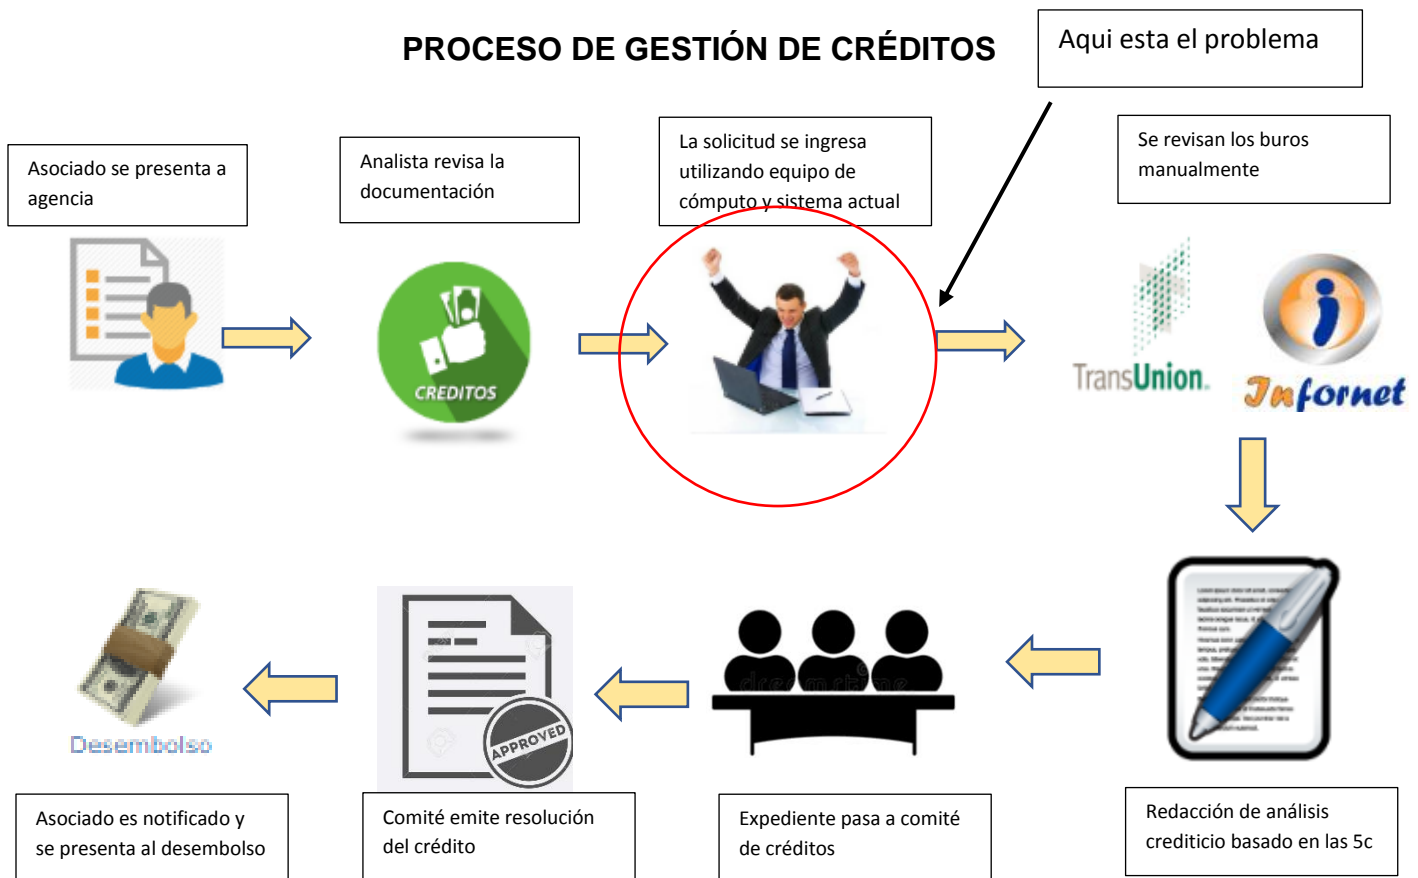 PROCESO DE GESTIÓN DE CRÉDITOS
Aqui esta el problema
Asociado se presenta a
agencia
Analista revisa la
documentación
La solicitud se ingresa
utilizando equipo de
cómputo y sistema actual
Se revisan los buros
manualmente
CREDITOS
TransUnion.
Infornet
Desembolso
APPROVED
dreamstime
Asociado es notificado y
se presenta al desembolso
Comité emite resolución
del crédito
Expediente pasa a comité
de créditos
Redacción de análisis
crediticio basado en las 5c